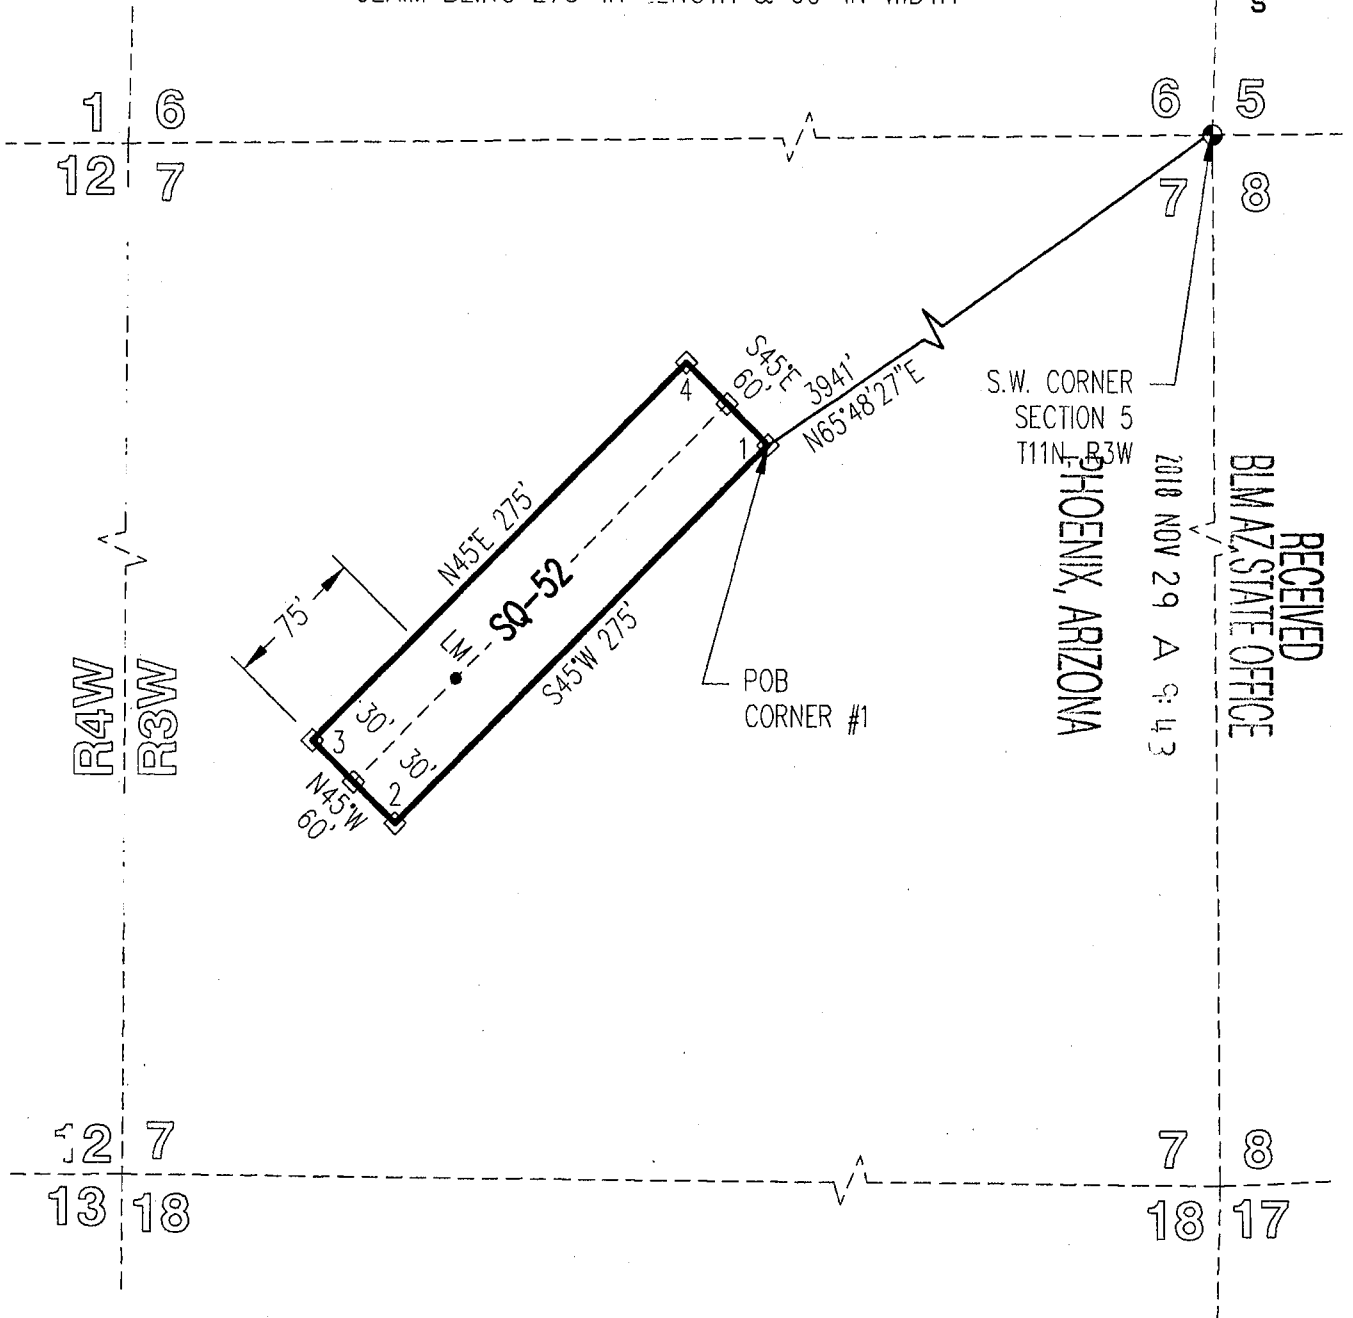 S
1 6
6 5
12 7
7 8
S45°E
60'
3941'
N65°48'27"E
S.W. CORNER
SECTION 5
T11N, R3W
4
1
N45°E 275'
SQ-52
75'
LM
S45°W 275'
POB
CORNER #1
30'
30'
3
2
N45°W
60'
R4W
R3W
RECEIVED
BLM AZ STATE OFFICE
2018 NOV 29 A 9:43
PHOENIX, ARIZONA
12 7
7 8
13 18
18 17